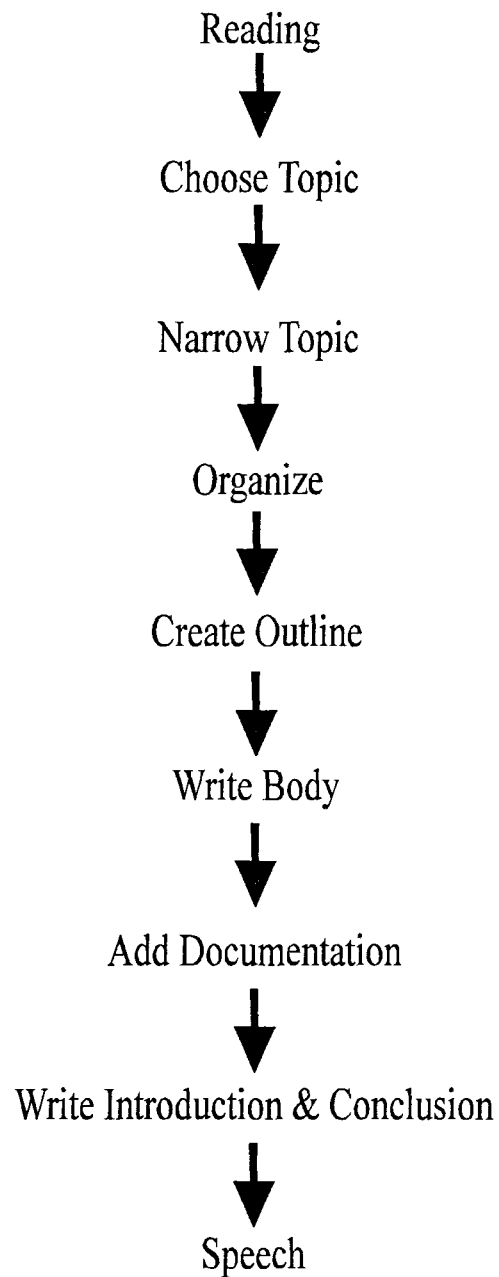 Reading
Choose Topic
Narrow Topic
Organize
Create Outline
Write Body
Add Documentation
Write Introduction & Conclusion
Speech